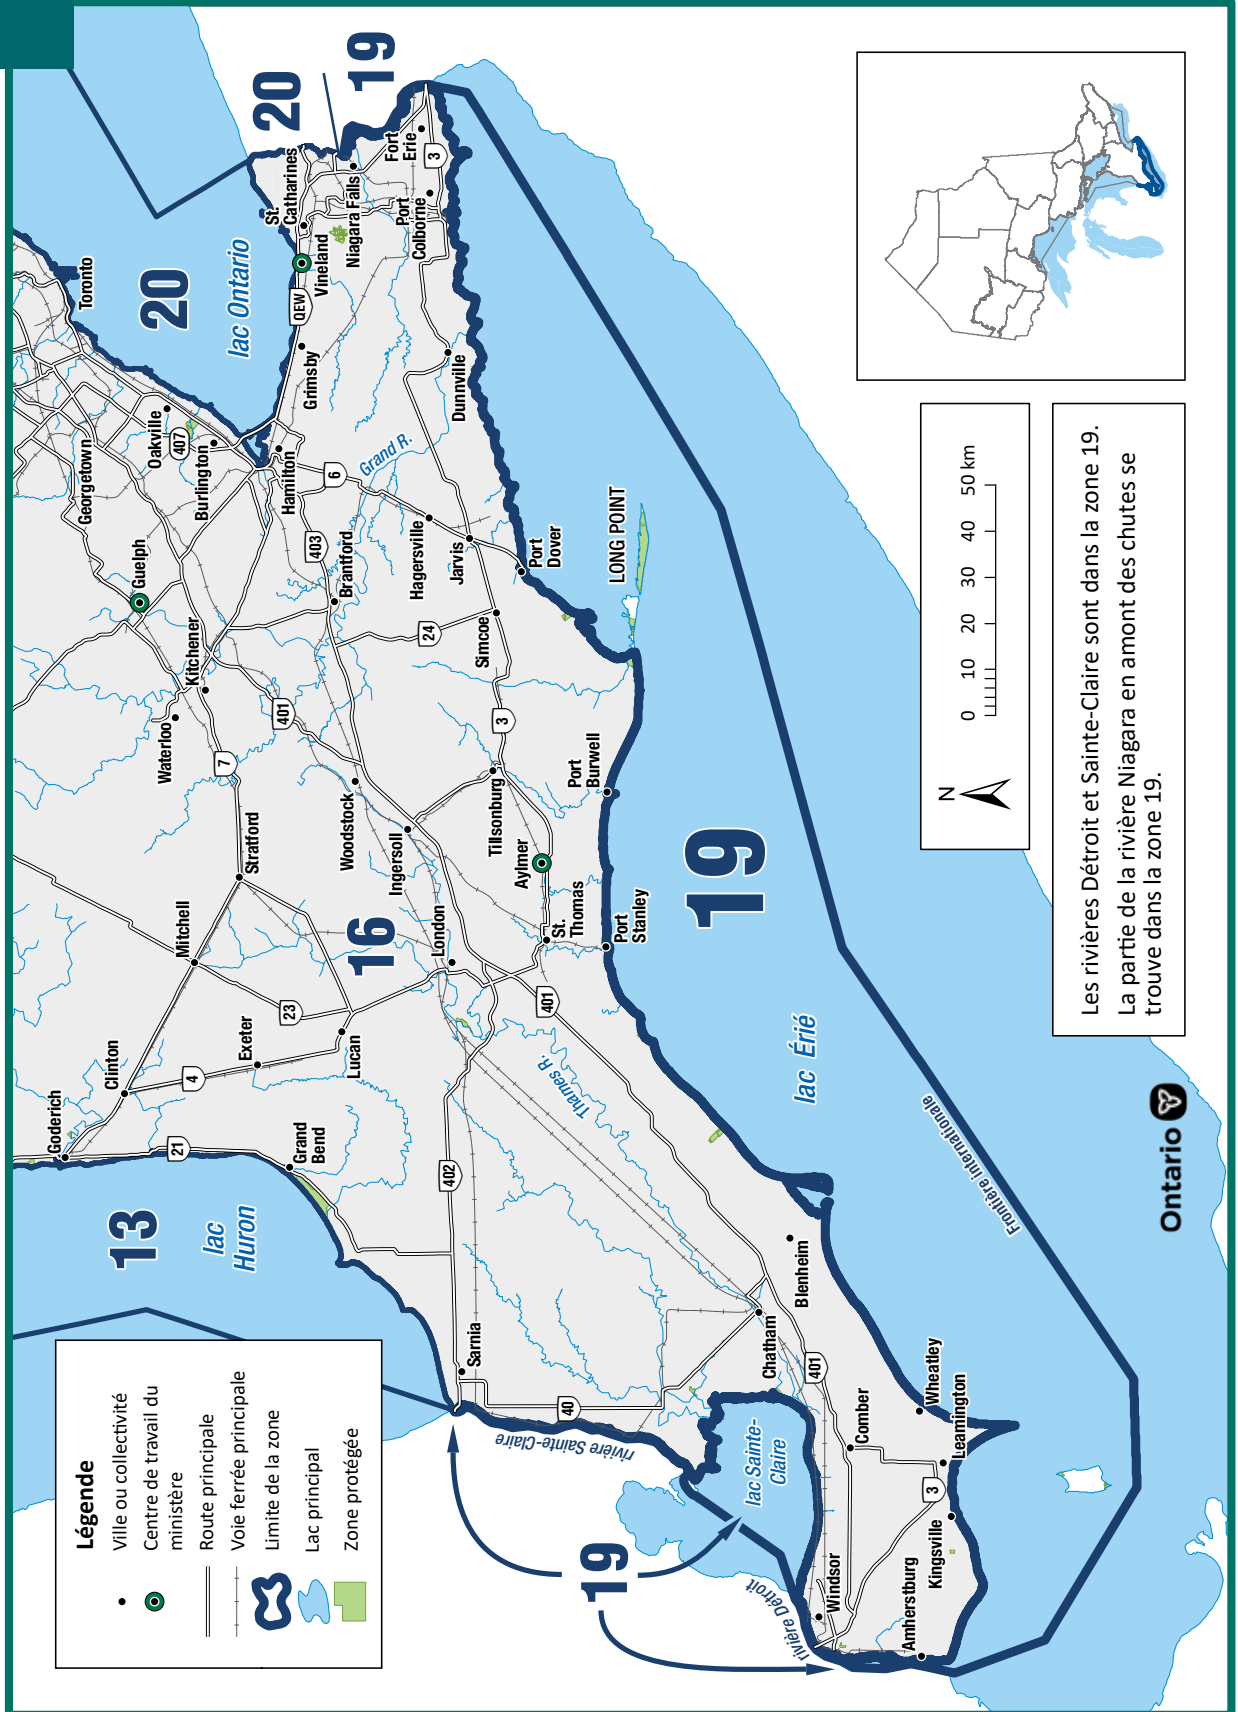 Légende
Ville ou collectivité
Centre de travail du
ministère
Route principale
Voie ferrée principale
Limite de la zone
Lac principal
Zone protégée
13
lac
Huron
Goderich
21
Clinton
Mitchell
4
Exeter
23
Grand
Bend
Lucan
Stratford
7
Waterloo
Kitchener
Guelph
Georgetown
Oakville
407
Burlington
Toronto
20
lac Ontario
20
19
Hamilton
Grimsby
QEW
Vineland
St.
Catharines
Niagara Falls
Fort
Erie
3
Port
Colborne
Dunnville
6
Grand R.
403
Brantford
Hagersville
Jarvis
Port
Dover
24
Simcoe
LONG POINT
401
Woodstock
Ingersoll
16
London
3
Tillsonburg
Aylmer
St.
Thomas
Port
Burwell
Port
Stanley
401
402
Thames R.
Sarnia
40
rivière Sainte-Claire
19
lac Sainte-
Claire
rivière Détroit
Windsor
Chatham
401
Blenheim
Comber
Wheatley
Leamington
3
Kingsville
Amherstburg
19
lac Érié
Frontière internationale
N
0 10 20 30 40 50 km
Les rivières Détroit et Sainte-Claire sont dans la zone 19.
La partie de la rivière Niagara en amont des chutes se
trouve dans la zone 19.
Ontario